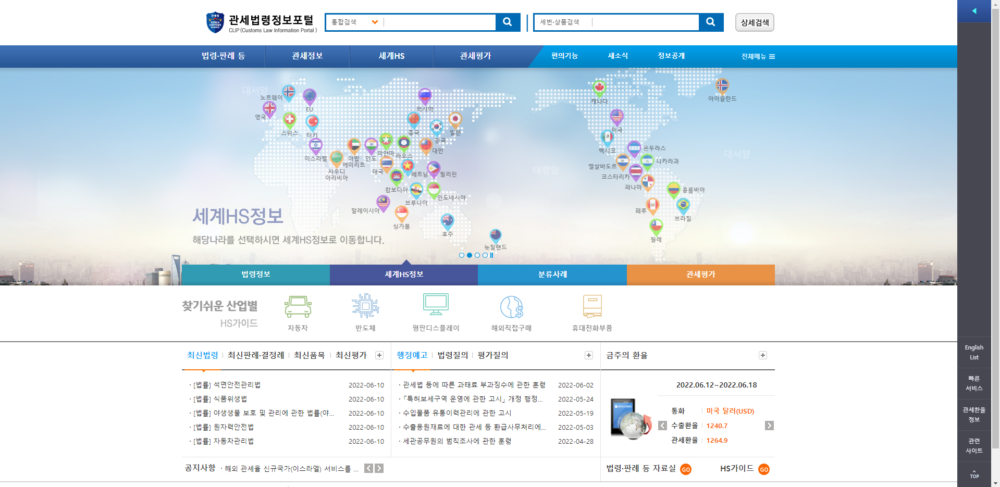 관세청
KOREA CUSTOMS SERVICE
관세법령정보포털
CLIP (Customs Law Information Portal )
통합검색
세번·상품검색
상세검색
법령·판례 등
관세정보
세계HS
관세평가
편의기능
새소식
정보공개
전체메뉴
대서양
노르웨이
영국
EU
스위스
터키
러시아
중국
한국
일본
이스라엘
사우디
아라비아
아랍
에미리트
인도
미얀마
라오스
대만
태국
베트남
필리핀
캄보디아
브루나이
인도네시아
말레이시아
싱가폴
호주
뉴질랜드
태평양
캐나다
아이슬란드
미국
멕시코
온두라스
대서양
엘살바도르
니카라과
코스타리카
파나마
콜롬비아
페루
브라질
칠레
세계HS정보
해당나라를 선택하시면 세계HS정보로 이동합니다.
법령정보
세계HS정보
분류사례
관세평가
찾기쉬운 산업별
HS가이드
자동차
반도체
평판디스플레이
해외직접구매
휴대전화부품
최신법령
최신판례·결정례
최신품목
최신평가
· [법률] 석면안전관리법 2022-06-10
· [법률] 식품위생법 2022-06-10
· [법률] 야생생물 보호 및 관리에 관한 법률(야... 2022-06-10
· [법률] 원자력안전법 2022-06-10
· [법률] 자동차관리법 2022-06-10
행정예고
법령질의
평가질의
· 관세법 등에 따른 과태료 부과징수에 관한 훈령 2022-06-02
· 「특허보세구역 운영에 관한 고시」 개정 행정... 2022-05-24
· 수입물품 유통이력관리에 관한 고시 2022-05-19
· 수출용원재료에 대한 관세 등 환급사무처리에... 2022-05-03
· 세관공무원의 범칙조사에 관한 훈령 2022-04-28
금주의 환율
2022.06.12~2022.06.18
통화 미국 달러(USD)
수출환율 1240.7
관세환율 1264.9
공지사항 · 해외 관세율 신규국가(이스라엘) 서비스를 ...
법령·판례 등 자료실 GO
HS가이드 GO
English
List
빠른
서비스
관세환율
정보
관련
사이트
TOP